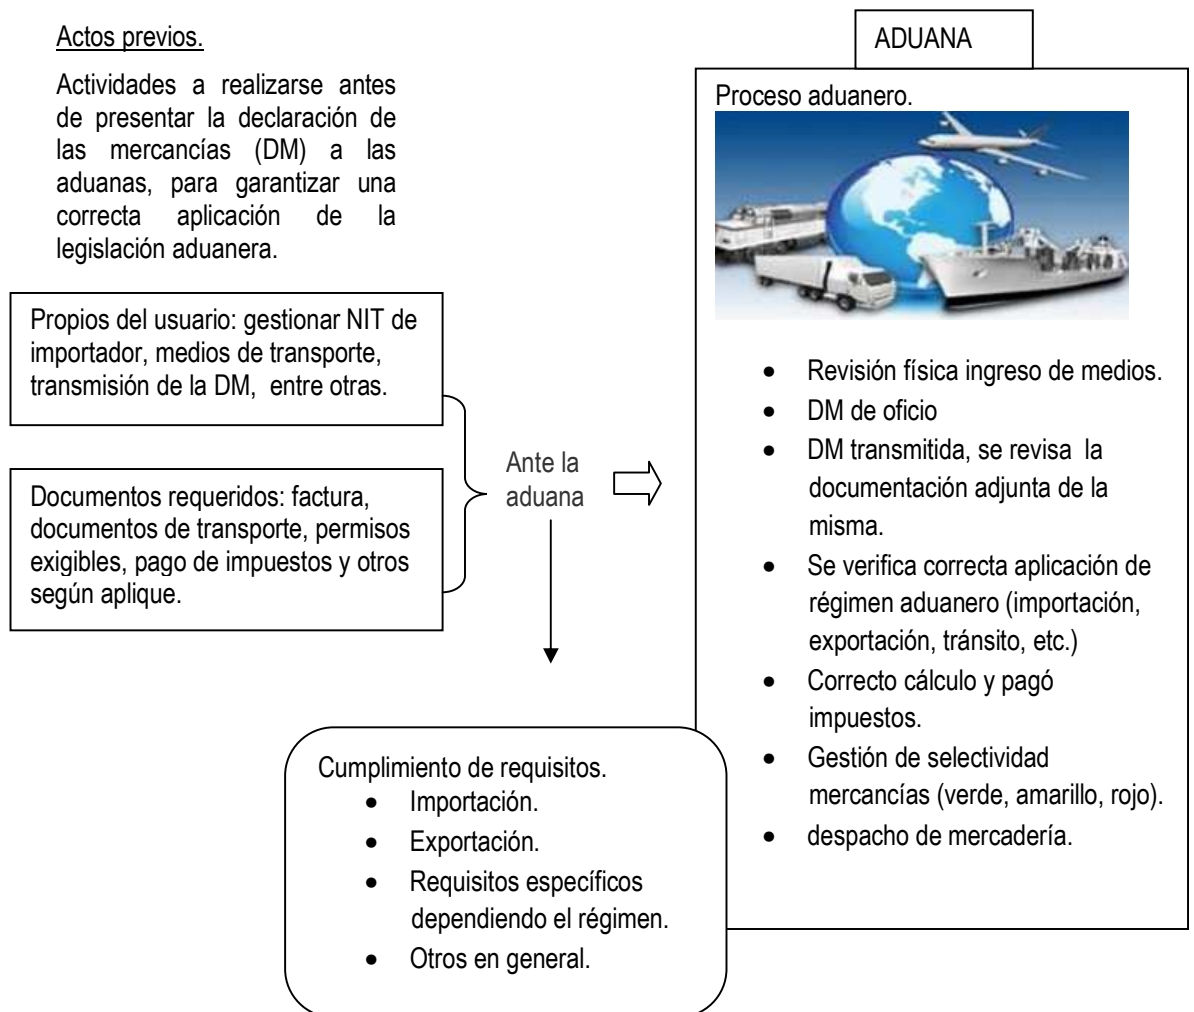 Actos previos.
Actividades a realizarse antes
de presentar la declaración de
las mercancías (DM) a las
aduanas, para garantizar una
correcta aplicación de la
legislación aduanera.
Propios del usuario: gestionar NIT de
importador, medios de transporte,
transmisión de la DM, entre otras.
Documentos requeridos: factura,
documentos de transporte, permisos
exigibles, pago de impuestos y otros
según aplique.
Ante la
aduana
Cumplimiento de requisitos.
• Importación.
• Exportación.
• Requisitos específicos
dependiendo el régimen.
• Otros en general.
ADUANA
Proceso aduanero.
• Revisión física ingreso de medios.
• DM de oficio
• DM transmitida, se revisa la
documentación adjunta de la
misma.
• Se verifica correcta aplicación de
régimen aduanero (importación,
exportación, tránsito, etc.)
• Correcto cálculo y pagó
impuestos.
• Gestión de selectividad
mercancías (verde, amarillo, rojo).
• despacho de mercadería.